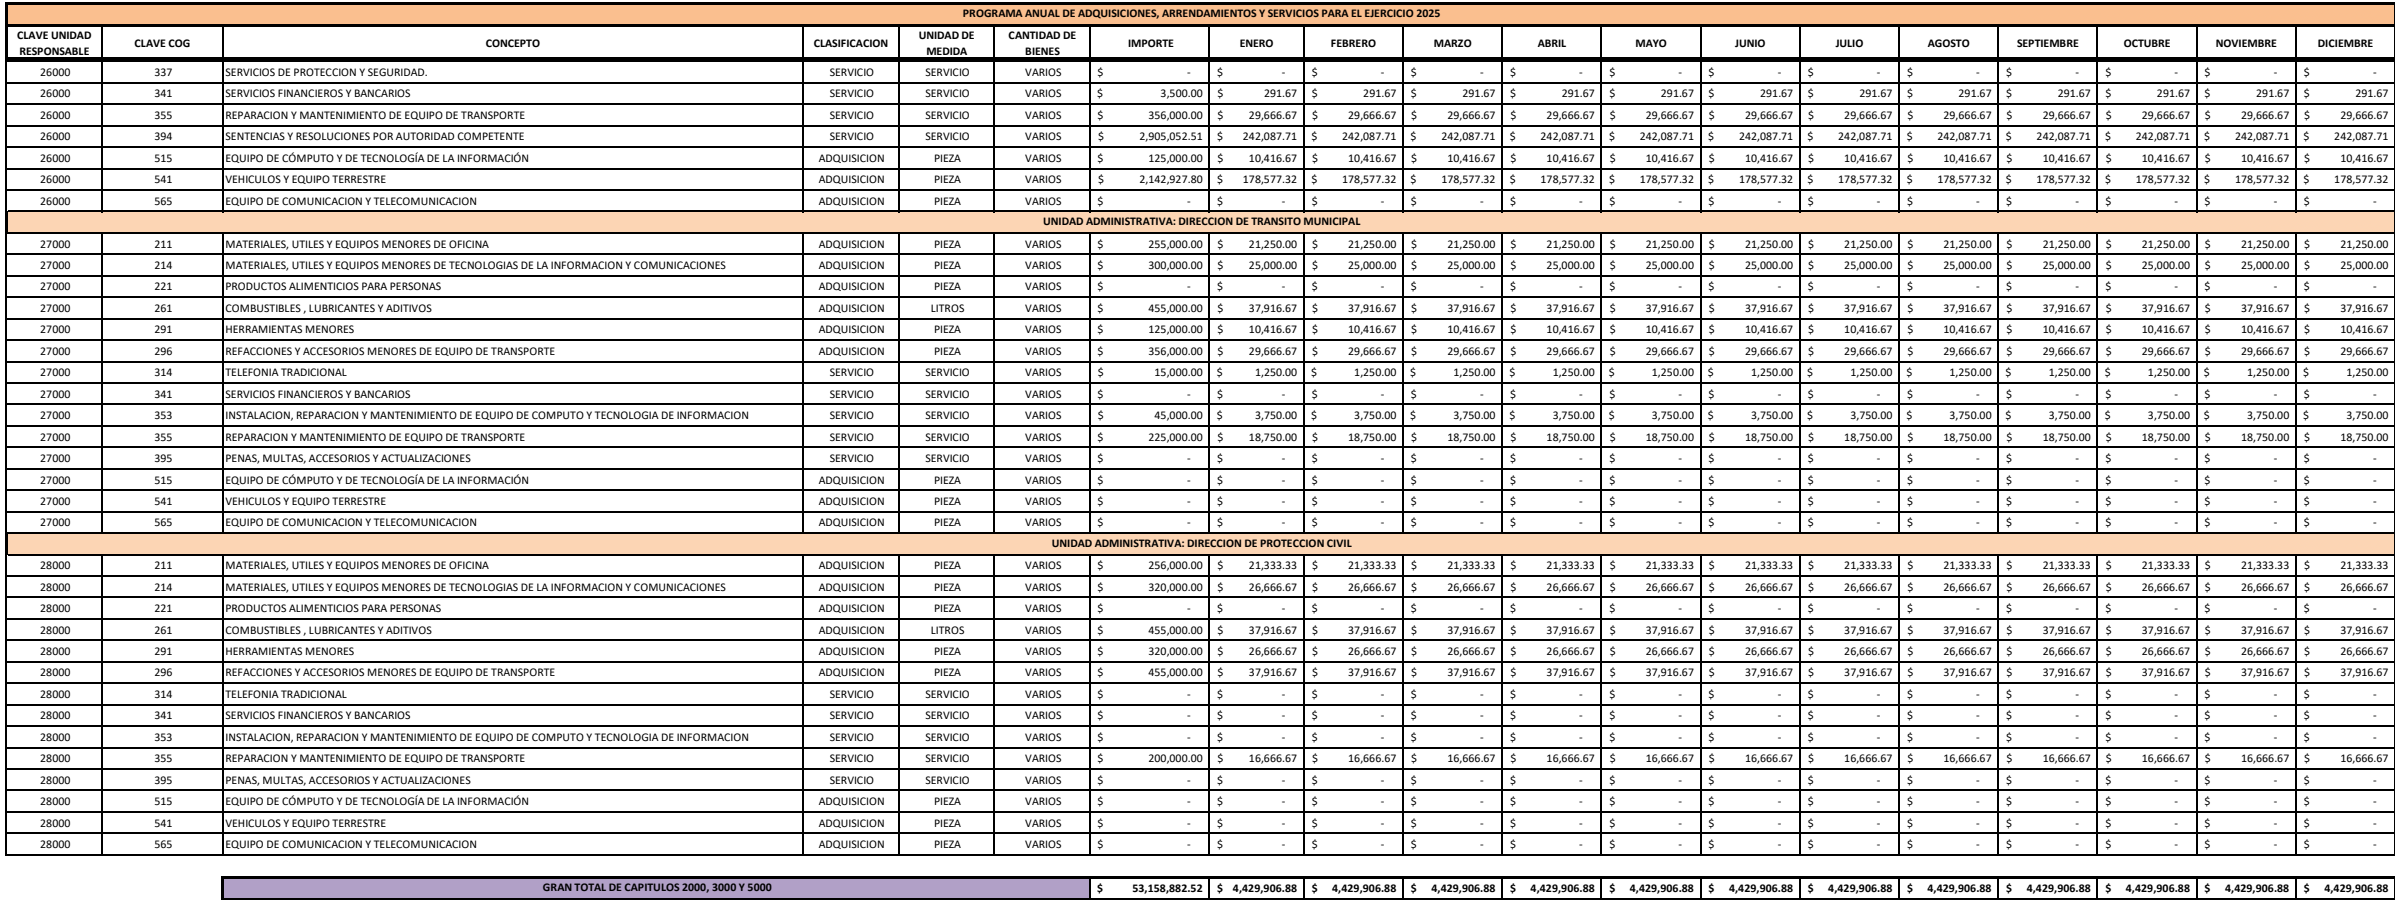 PROGRAMA ANUAL DE ADQUISICIONES, ARRENDAMIENTOS Y SERVICIOS PARA EL EJERCICIO 2025
CLAVE UNIDAD RESPONSABLE CLAVE COG CONCEPTO CLASIFICACION UNIDAD DE MEDIDA CANTIDAD DE BIENES IMPORTE ENERO FEBRERO MARZO ABRIL MAYO JUNIO JULIO AGOSTO SEPTIEMBRE OCTUBRE NOVIEMBRE DICIEMBRE
26000 337 SERVICIOS DE PROTECCION Y SEGURIDAD. SERVICIO SERVICIO VARIOS $ - $ - $ - $ - $ - $ - $ - $ - $ - $ - $ - $ - $ -
26000 341 SERVICIOS FINANCIEROS Y BANCARIOS SERVICIO SERVICIO VARIOS $ 3,500.00 $ 291.67 $ 291.67 $ 291.67 $ 291.67 $ 291.67 $ 291.67 $ 291.67 $ 291.67 $ 291.67 $ 291.67 $ 291.67 $ 291.67
26000 355 REPARACION Y MANTENIMIENTO DE EQUIPO DE TRANSPORTE SERVICIO SERVICIO VARIOS $ 356,000.00 $ 29,666.67 $ 29,666.67 $ 29,666.67 $ 29,666.67 $ 29,666.67 $ 29,666.67 $ 29,666.67 $ 29,666.67 $ 29,666.67 $ 29,666.67 $ 29,666.67 $ 29,666.67
26000 394 SENTENCIAS Y RESOLUCIONES POR AUTORIDAD COMPETENTE SERVICIO SERVICIO VARIOS $ 2,905,052.51 $ 242,087.71 $ 242,087.71 $ 242,087.71 $ 242,087.71 $ 242,087.71 $ 242,087.71 $ 242,087.71 $ 242,087.71 $ 242,087.71 $ 242,087.71 $ 242,087.71 $ 242,087.71
26000 515 EQUIPO DE CÓMPUTO Y DE TECNOLOGÍA DE LA INFORMACIÓN ADQUISICION PIEZA VARIOS $ 125,000.00 $ 10,416.67 $ 10,416.67 $ 10,416.67 $ 10,416.67 $ 10,416.67 $ 10,416.67 $ 10,416.67 $ 10,416.67 $ 10,416.67 $ 10,416.67 $ 10,416.67 $ 10,416.67
26000 541 VEHICULOS Y EQUIPO TERRESTRE ADQUISICION PIEZA VARIOS $ 2,142,927.80 $ 178,577.32 $ 178,577.32 $ 178,577.32 $ 178,577.32 $ 178,577.32 $ 178,577.32 $ 178,577.32 $ 178,577.32 $ 178,577.32 $ 178,577.32 $ 178,577.32 $ 178,577.32
26000 565 EQUIPO DE COMUNICACION Y TELECOMUNICACION ADQUISICION PIEZA VARIOS $ - $ - $ - $ - $ - $ - $ - $ - $ - $ - $ - $ - $ -
UNIDAD ADMINISTRATIVA: DIRECCION DE TRANSITO MUNICIPAL
27000 211 MATERIALES, UTILES Y EQUIPOS MENORES DE OFICINA ADQUISICION PIEZA VARIOS $ 255,000.00 $ 21,250.00 $ 21,250.00 $ 21,250.00 $ 21,250.00 $ 21,250.00 $ 21,250.00 $ 21,250.00 $ 21,250.00 $ 21,250.00 $ 21,250.00 $ 21,250.00 $ 21,250.00
27000 214 MATERIALES, UTILES Y EQUIPOS MENORES DE TECNOLOGIAS DE LA INFORMACION Y COMUNICACIONES ADQUISICION PIEZA VARIOS $ 300,000.00 $ 25,000.00 $ 25,000.00 $ 25,000.00 $ 25,000.00 $ 25,000.00 $ 25,000.00 $ 25,000.00 $ 25,000.00 $ 25,000.00 $ 25,000.00 $ 25,000.00 $ 25,000.00
27000 221 PRODUCTOS ALIMENTICIOS PARA PERSONAS ADQUISICION PIEZA VARIOS $ - $ - $ - $ - $ - $ - $ - $ - $ - $ - $ - $ - $ -
27000 261 COMBUSTIBLES , LUBRICANTES Y ADITIVOS ADQUISICION LITROS VARIOS $ 455,000.00 $ 37,916.67 $ 37,916.67 $ 37,916.67 $ 37,916.67 $ 37,916.67 $ 37,916.67 $ 37,916.67 $ 37,916.67 $ 37,916.67 $ 37,916.67 $ 37,916.67 $ 37,916.67
27000 291 HERRAMIENTAS MENORES ADQUISICION PIEZA VARIOS $ 125,000.00 $ 10,416.67 $ 10,416.67 $ 10,416.67 $ 10,416.67 $ 10,416.67 $ 10,416.67 $ 10,416.67 $ 10,416.67 $ 10,416.67 $ 10,416.67 $ 10,416.67 $ 10,416.67
27000 296 REFACCIONES Y ACCESORIOS MENORES DE EQUIPO DE TRANSPORTE ADQUISICION PIEZA VARIOS $ 356,000.00 $ 29,666.67 $ 29,666.67 $ 29,666.67 $ 29,666.67 $ 29,666.67 $ 29,666.67 $ 29,666.67 $ 29,666.67 $ 29,666.67 $ 29,666.67 $ 29,666.67 $ 29,666.67
27000 314 TELEFONIA TRADICIONAL SERVICIO SERVICIO VARIOS $ 15,000.00 $ 1,250.00 $ 1,250.00 $ 1,250.00 $ 1,250.00 $ 1,250.00 $ 1,250.00 $ 1,250.00 $ 1,250.00 $ 1,250.00 $ 1,250.00 $ 1,250.00 $ 1,250.00
27000 341 SERVICIOS FINANCIEROS Y BANCARIOS SERVICIO SERVICIO VARIOS $ - $ - $ - $ - $ - $ - $ - $ - $ - $ - $ - $ - $ -
27000 353 INSTALACION, REPARACION Y MANTENIMIENTO DE EQUIPO DE COMPUTO Y TECNOLOGIA DE INFORMACION SERVICIO SERVICIO VARIOS $ 45,000.00 $ 3,750.00 $ 3,750.00 $ 3,750.00 $ 3,750.00 $ 3,750.00 $ 3,750.00 $ 3,750.00 $ 3,750.00 $ 3,750.00 $ 3,750.00 $ 3,750.00 $ 3,750.00
27000 355 REPARACION Y MANTENIMIENTO DE EQUIPO DE TRANSPORTE SERVICIO SERVICIO VARIOS $ 225,000.00 $ 18,750.00 $ 18,750.00 $ 18,750.00 $ 18,750.00 $ 18,750.00 $ 18,750.00 $ 18,750.00 $ 18,750.00 $ 18,750.00 $ 18,750.00 $ 18,750.00 $ 18,750.00
27000 395 PENAS, MULTAS, ACCESORIOS Y ACTUALIZACIONES SERVICIO SERVICIO VARIOS $ - $ - $ - $ - $ - $ - $ - $ - $ - $ - $ - $ - $ -
27000 515 EQUIPO DE CÓMPUTO Y DE TECNOLOGÍA DE LA INFORMACIÓN ADQUISICION PIEZA VARIOS $ - $ - $ - $ - $ - $ - $ - $ - $ - $ - $ - $ - $ -
27000 541 VEHICULOS Y EQUIPO TERRESTRE ADQUISICION PIEZA VARIOS $ - $ - $ - $ - $ - $ - $ - $ - $ - $ - $ - $ - $ -
27000 565 EQUIPO DE COMUNICACION Y TELECOMUNICACION ADQUISICION PIEZA VARIOS $ - $ - $ - $ - $ - $ - $ - $ - $ - $ - $ - $ - $ -
UNIDAD ADMINISTRATIVA: DIRECCION DE PROTECCION CIVIL
28000 211 MATERIALES, UTILES Y EQUIPOS MENORES DE OFICINA ADQUISICION PIEZA VARIOS $ 256,000.00 $ 21,333.33 $ 21,333.33 $ 21,333.33 $ 21,333.33 $ 21,333.33 $ 21,333.33 $ 21,333.33 $ 21,333.33 $ 21,333.33 $ 21,333.33 $ 21,333.33 $ 21,333.33
28000 214 MATERIALES, UTILES Y EQUIPOS MENORES DE TECNOLOGIAS DE LA INFORMACION Y COMUNICACIONES ADQUISICION PIEZA VARIOS $ 320,000.00 $ 26,666.67 $ 26,666.67 $ 26,666.67 $ 26,666.67 $ 26,666.67 $ 26,666.67 $ 26,666.67 $ 26,666.67 $ 26,666.67 $ 26,666.67 $ 26,666.67 $ 26,666.67
28000 221 PRODUCTOS ALIMENTICIOS PARA PERSONAS ADQUISICION PIEZA VARIOS $ - $ - $ - $ - $ - $ - $ - $ - $ - $ - $ - $ - $ -
28000 261 COMBUSTIBLES , LUBRICANTES Y ADITIVOS ADQUISICION LITROS VARIOS $ 455,000.00 $ 37,916.67 $ 37,916.67 $ 37,916.67 $ 37,916.67 $ 37,916.67 $ 37,916.67 $ 37,916.67 $ 37,916.67 $ 37,916.67 $ 37,916.67 $ 37,916.67 $ 37,916.67
28000 291 HERRAMIENTAS MENORES ADQUISICION PIEZA VARIOS $ 320,000.00 $ 26,666.67 $ 26,666.67 $ 26,666.67 $ 26,666.67 $ 26,666.67 $ 26,666.67 $ 26,666.67 $ 26,666.67 $ 26,666.67 $ 26,666.67 $ 26,666.67 $ 26,666.67
28000 296 REFACCIONES Y ACCESORIOS MENORES DE EQUIPO DE TRANSPORTE ADQUISICION PIEZA VARIOS $ 455,000.00 $ 37,916.67 $ 37,916.67 $ 37,916.67 $ 37,916.67 $ 37,916.67 $ 37,916.67 $ 37,916.67 $ 37,916.67 $ 37,916.67 $ 37,916.67 $ 37,916.67 $ 37,916.67
28000 314 TELEFONIA TRADICIONAL SERVICIO SERVICIO VARIOS $ - $ - $ - $ - $ - $ - $ - $ - $ - $ - $ - $ - $ -
28000 341 SERVICIOS FINANCIEROS Y BANCARIOS SERVICIO SERVICIO VARIOS $ - $ - $ - $ - $ - $ - $ - $ - $ - $ - $ - $ - $ -
28000 353 INSTALACION, REPARACION Y MANTENIMIENTO DE EQUIPO DE COMPUTO Y TECNOLOGIA DE INFORMACION SERVICIO SERVICIO VARIOS $ - $ - $ - $ - $ - $ - $ - $ - $ - $ - $ - $ - $ -
28000 355 REPARACION Y MANTENIMIENTO DE EQUIPO DE TRANSPORTE SERVICIO SERVICIO VARIOS $ 200,000.00 $ 16,666.67 $ 16,666.67 $ 16,666.67 $ 16,666.67 $ 16,666.67 $ 16,666.67 $ 16,666.67 $ 16,666.67 $ 16,666.67 $ 16,666.67 $ 16,666.67 $ 16,666.67
28000 395 PENAS, MULTAS, ACCESORIOS Y ACTUALIZACIONES SERVICIO SERVICIO VARIOS $ - $ - $ - $ - $ - $ - $ - $ - $ - $ - $ - $ - $ -
28000 515 EQUIPO DE CÓMPUTO Y DE TECNOLOGÍA DE LA INFORMACIÓN ADQUISICION PIEZA VARIOS $ - $ - $ - $ - $ - $ - $ - $ - $ - $ - $ - $ - $ -
28000 541 VEHICULOS Y EQUIPO TERRESTRE ADQUISICION PIEZA VARIOS $ - $ - $ - $ - $ - $ - $ - $ - $ - $ - $ - $ - $ -
28000 565 EQUIPO DE COMUNICACION Y TELECOMUNICACION ADQUISICION PIEZA VARIOS $ - $ - $ - $ - $ - $ - $ - $ - $ - $ - $ - $ - $ -
GRAN TOTAL DE CAPITULOS 2000, 3000 Y 5000 $ 53,158,882.52 $ 4,429,906.88 $ 4,429,906.88 $ 4,429,906.88 $ 4,429,906.88 $ 4,429,906.88 $ 4,429,906.88 $ 4,429,906.88 $ 4,429,906.88 $ 4,429,906.88 $ 4,429,906.88 $ 4,429,906.88 $ 4,429,906.88